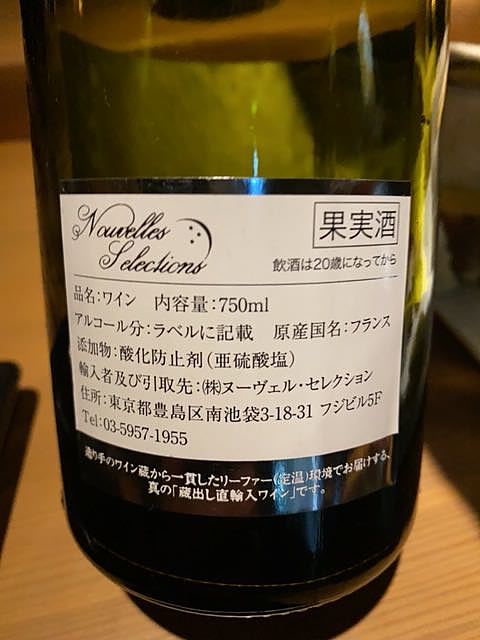 Nouvelles
Selections
果実酒
飲酒は20歳になってから
品名:ワイン 内容量:750ml
アルコール分:ラベルに記載 原産国名:フランス
添加物:酸化防止剤(亜硫酸塩)
輸入者及び引取先:㈱ヌーヴェル・セレクション
住所:東京都豊島区南池袋3-18-31 フジビル5F
Tel:03-5957-1955
造り手のワイン蔵から一貫したリーファー(定温)環境でお届けする、
真の「蔵出し直輸入ワイン」です。